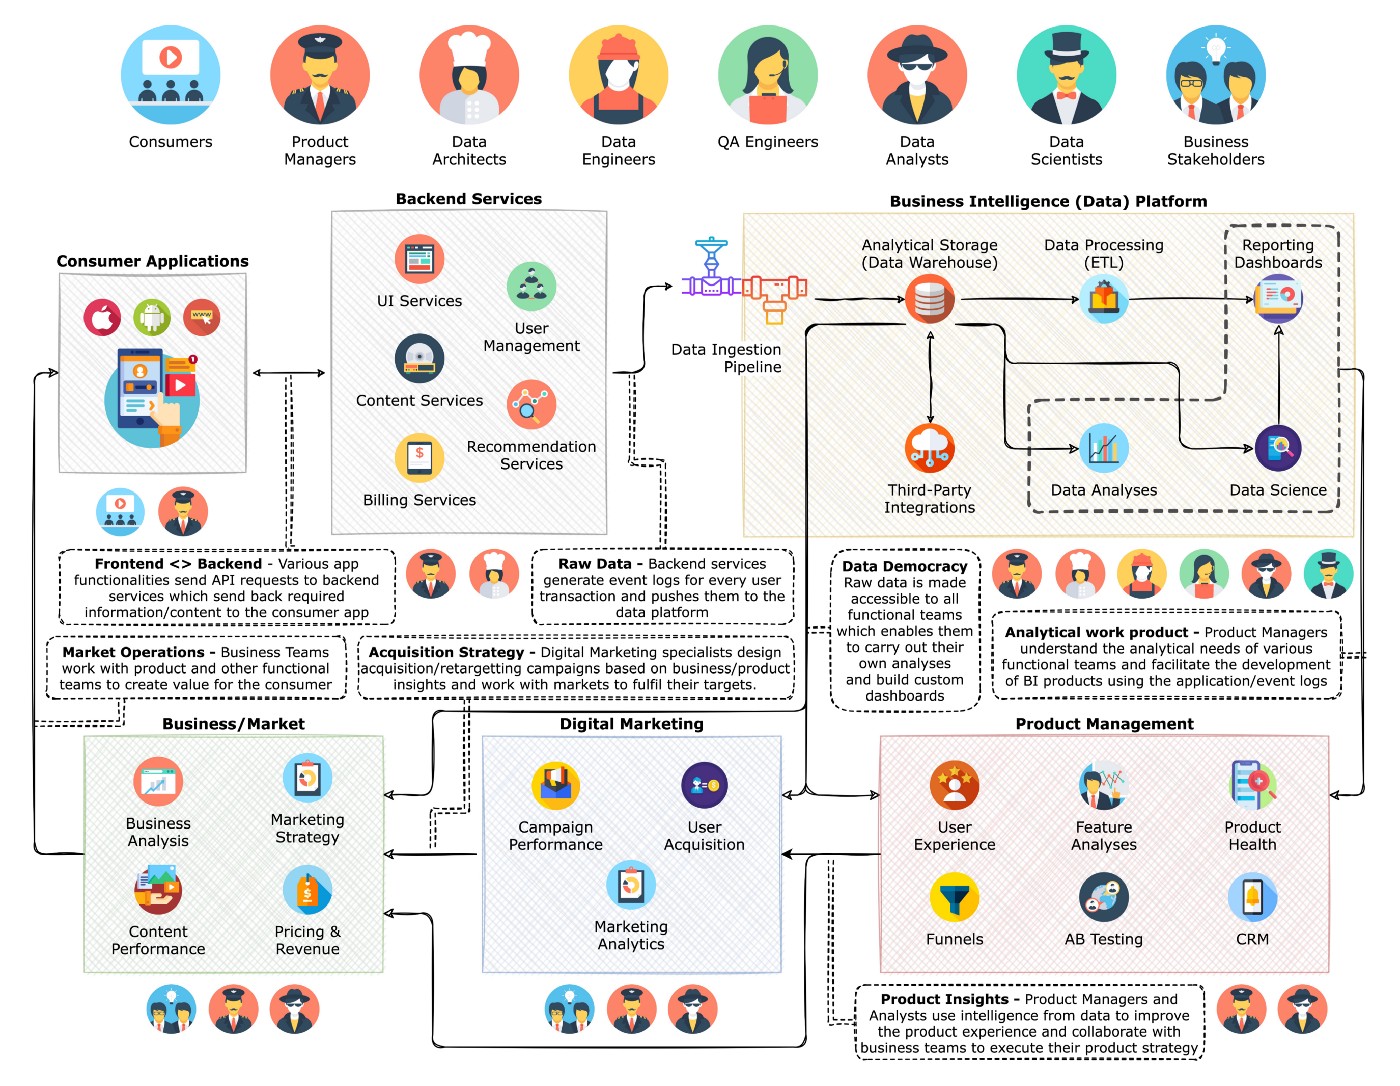 Consumers
Product
Managers
Data
Architects
Data
Engineers
QA Engineers
Data
Analysts
Data
Scientists
Business
Stakeholders
Backend Services
Business Intelligence (Data) Platform
Consumer Applications
WWW
1
UI Services
User
Management
Content Services
Recommendation
Services
$
Billing Services
Data Ingestion
Pipeline
Analytical Storage
(Data Warehouse)
Data Processing
(ETL)
Reporting
Dashboards
Third-Party
Integrations
Data Analyses
Data Science
Frontend <> Backend - Various app
functionalities send API requests to backend
services which send back required
information/content to the consumer app
Raw Data - Backend services
generate event logs for every user
transaction and pushes them to the
data platform
Data Democracy
Raw data is made
accessible to all
functional teams
which enables them
to carry out their
own analyses
and build custom
dashboards
Analytical work product - Product Managers
understand the analytical needs of various
functional teams and facilitate the development
of BI products using the application/event logs
Market Operations - Business Teams
work with product and other functional
teams to create value for the consumer
Acquisition Strategy - Digital Marketing specialists design
acquisition/retargetting campaigns based on business/product
insights and work with markets to fulfil their targets.
Business/Market
Digital Marketing
Product Management
Business
Analysis
Marketing
Strategy
Content
Performance
$
Pricing &
Revenue
Campaign
Performance
User
Acquisition
Marketing
Analytics
User
Experience
Feature
Analyses
Product
Health
Funnels
AB Testing
CRM
Product Insights - Product Managers and
Analysts use intelligence from data to improve
the product experience and collaborate with
business teams to execute their product strategy